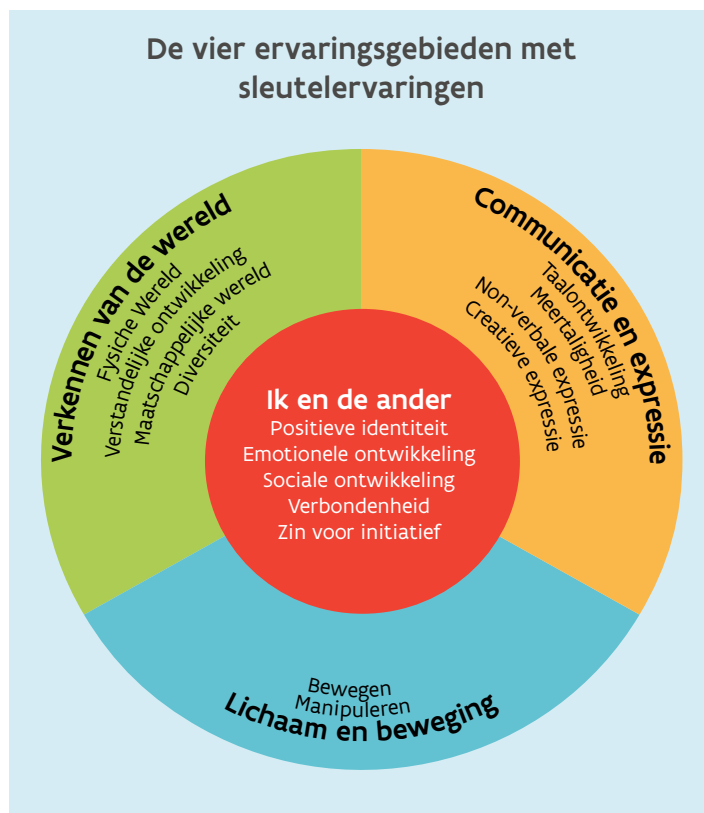 De vier ervaringsgebieden met
sleutelervaringen
Verkennen van de wereld
Fysiche Wereld
Verstandelijke ontwikkeling
Maatschappelijke wereld
Diversiteit
Communicatie en expressie
Taalontwikkeling
Meertaligheid
Non-verbale expressie
Creatieve expressie
Ik en de ander
Positieve identiteit
Emotionele ontwikkeling
Sociale ontwikkeling
Verbondenheid
Zin voor initiatief
Bewegen
Manipuleren
Lichaam en beweging